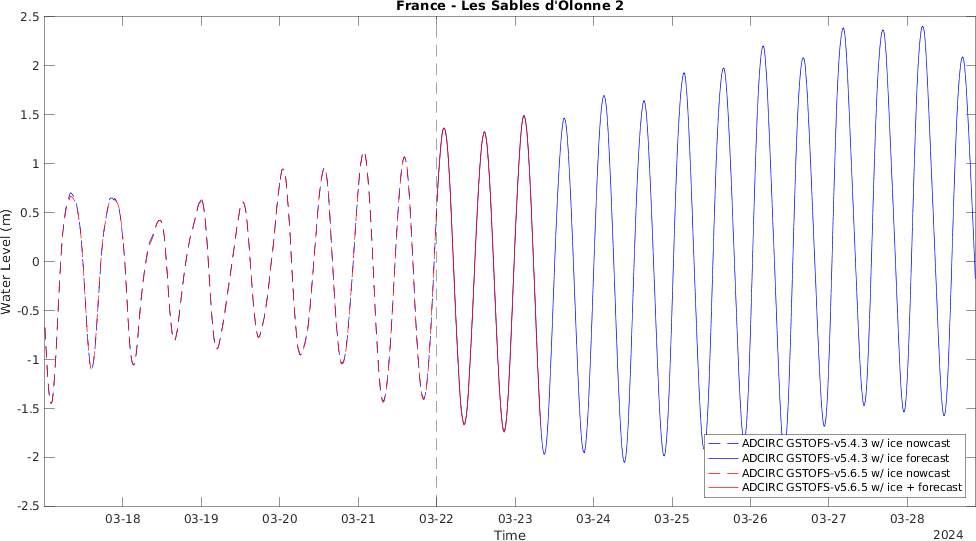 France - Les Sables d'Olonne 2
2.5
2
1.5
1
0.5
0
-0.5
-1
-1.5
-2
-2.5
Water Level (m)
ADCIRC GSTOFS-v5.4.3 w/ ice nowcast
ADCIRC GSTOFS-v5.4.3 w/ ice forecast
ADCIRC GSTOFS-v5.6.5 w/ ice nowcast
ADCIRC GSTOFS-v5.6.5 w/ ice + forecast
03-18 03-19 03-20 03-21 03-22 03-23 03-24 03-25 03-26 03-27 03-28
Time
2024